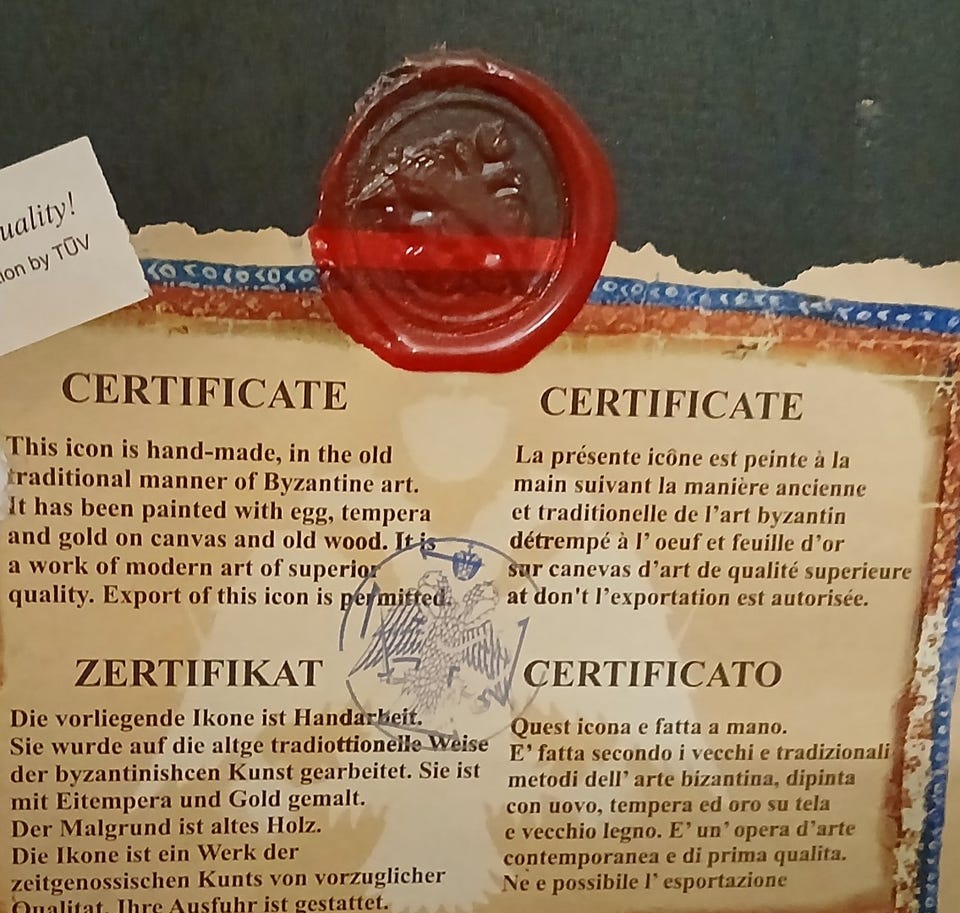 uality!
ion by TÜV
CERTIFICATE
This icon is hand-made, in the old
traditional manner of Byzantine art.
It has been painted with egg, tempera
and gold on canvas and old wood. It is
a work of modern art of superior
quality. Export of this icon is permitted.
CERTIFICATE
La présente icône est peinte à la
main suivant la manière ancienne
et traditionelle de l'art byzantin
détrempé à l' oeuf et feuille d'or
sur canevas d'art de qualité superieure
at don't l'exportation est autorisée.
ZERTIFIKAT
Die vorliegende Ikone ist Handarbeit.
Sie wurde auf die altge tradiottionelle Weise
der byzantinishcen Kunst gearbeitet. Sie ist
mit Eitempera und Gold gemalt.
Der Malgrund ist altes Holz.
Die Ikone ist ein Werk der
zeitgenossischen Kunts von vorzuglicher
Qualitat. Ihre Ausfuhr ist gestattet.
CERTIFICATO
Quest icona e fatta a mano.
E' fatta secondo i vecchi e tradizionali
metodi dell' arte bizantina, dipinta
con uovo, tempera ed oro su tela
e vecchio legno. E' un' opera d'arte
contemporanea e di prima qualita.
Ne e possibile l' esportazione